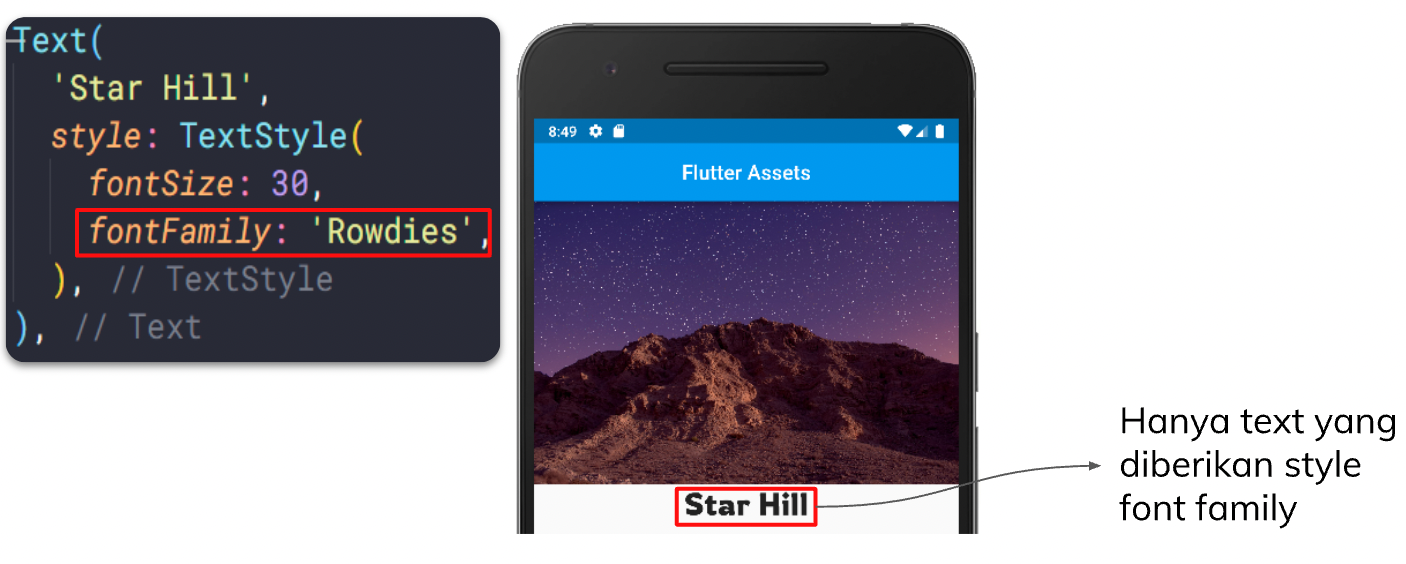 Text(
'Star Hill',
style: TextStyle(
fontSize: 30,
fontFamily: 'Rowdies',
), // TextStyle
), // Text
8:49
Flutter Assets
Star Hill
Hanya text yang
diberikan style
font family